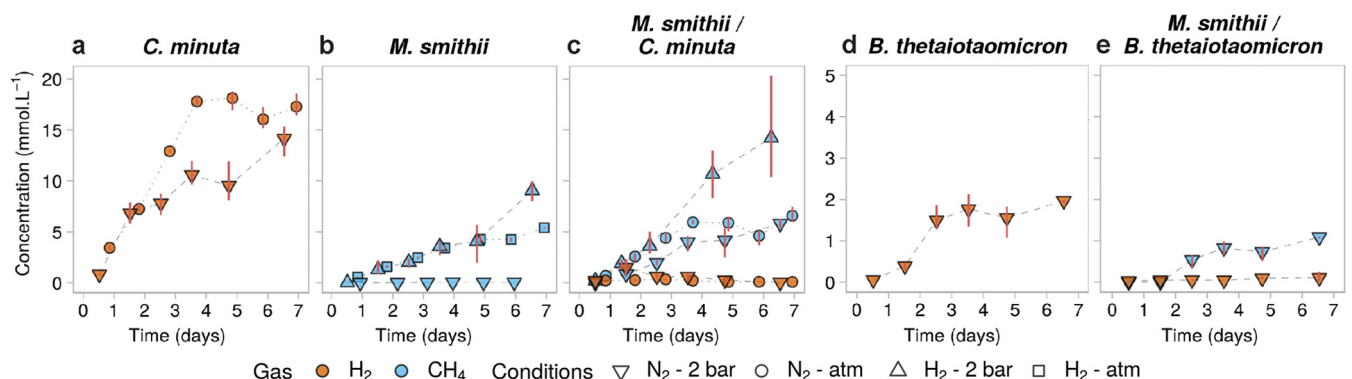 a C. minuta
b M. smithii
c M. smithii / C. minuta
d B. thetaiotaomicron
e M. smithii / B. thetaiotaomicron
Concentration (mmol.L⁻¹)
20
15
10
5
0
0 1 2 3 4 5 6 7
Time (days)
0 1 2 3 4 5 6 7
Time (days)
0 1 2 3 4 5 6 7
Time (days)
5
4
3
2
1
0
0 1 2 3 4 5 6 7
Time (days)
0 1 2 3 4 5 6 7
Time (days)
Gas H₂ CH₄ Conditions N₂ - 2 bar N₂ - atm H₂ - 2 bar H₂ - atm